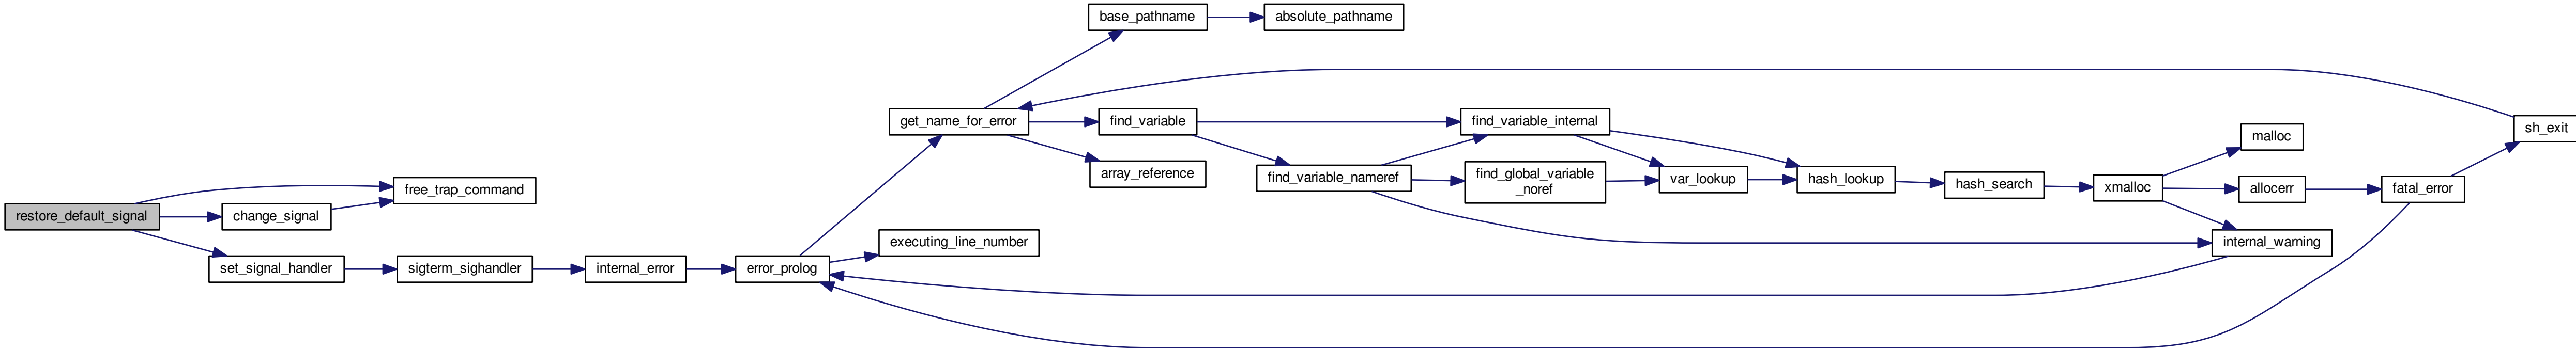 base_pathname
absolute_pathname
get_name_for_error
find_variable
find_variable_internal
sh_exit
malloc
array_reference
find_variable_nameref
find_global_variable
_noref
var_lookup
hash_lookup
hash_search
xmalloc
allocerr
fatal_error
free_trap_command
restore_default_signal
change_signal
executing_line_number
internal_warning
set_signal_handler
sigterm_sighandler
internal_error
error_prolog